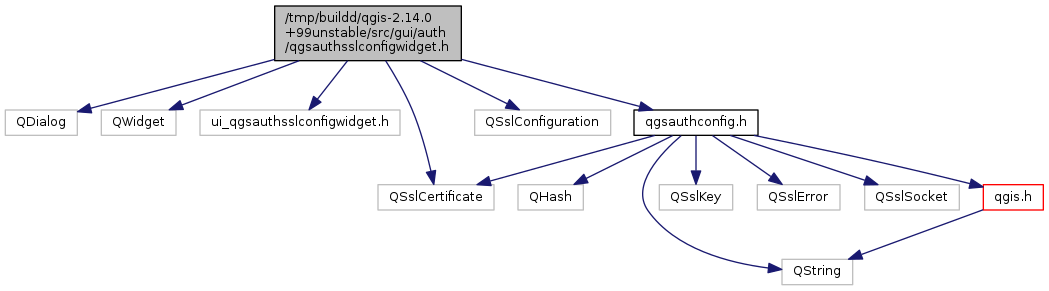 /tmp/buildd/qgis-2.14.0
+99unstable/src/gui/auth
/qgsauthsslconfigwidget.h
QDialog
QWidget
ui_qgsauthsslconfigwidget.h
QSslConfiguration
qgsauthconfig.h
QSslCertificate
QHash
QSslKey
QSslError
QSslSocket
qgis.h
QString